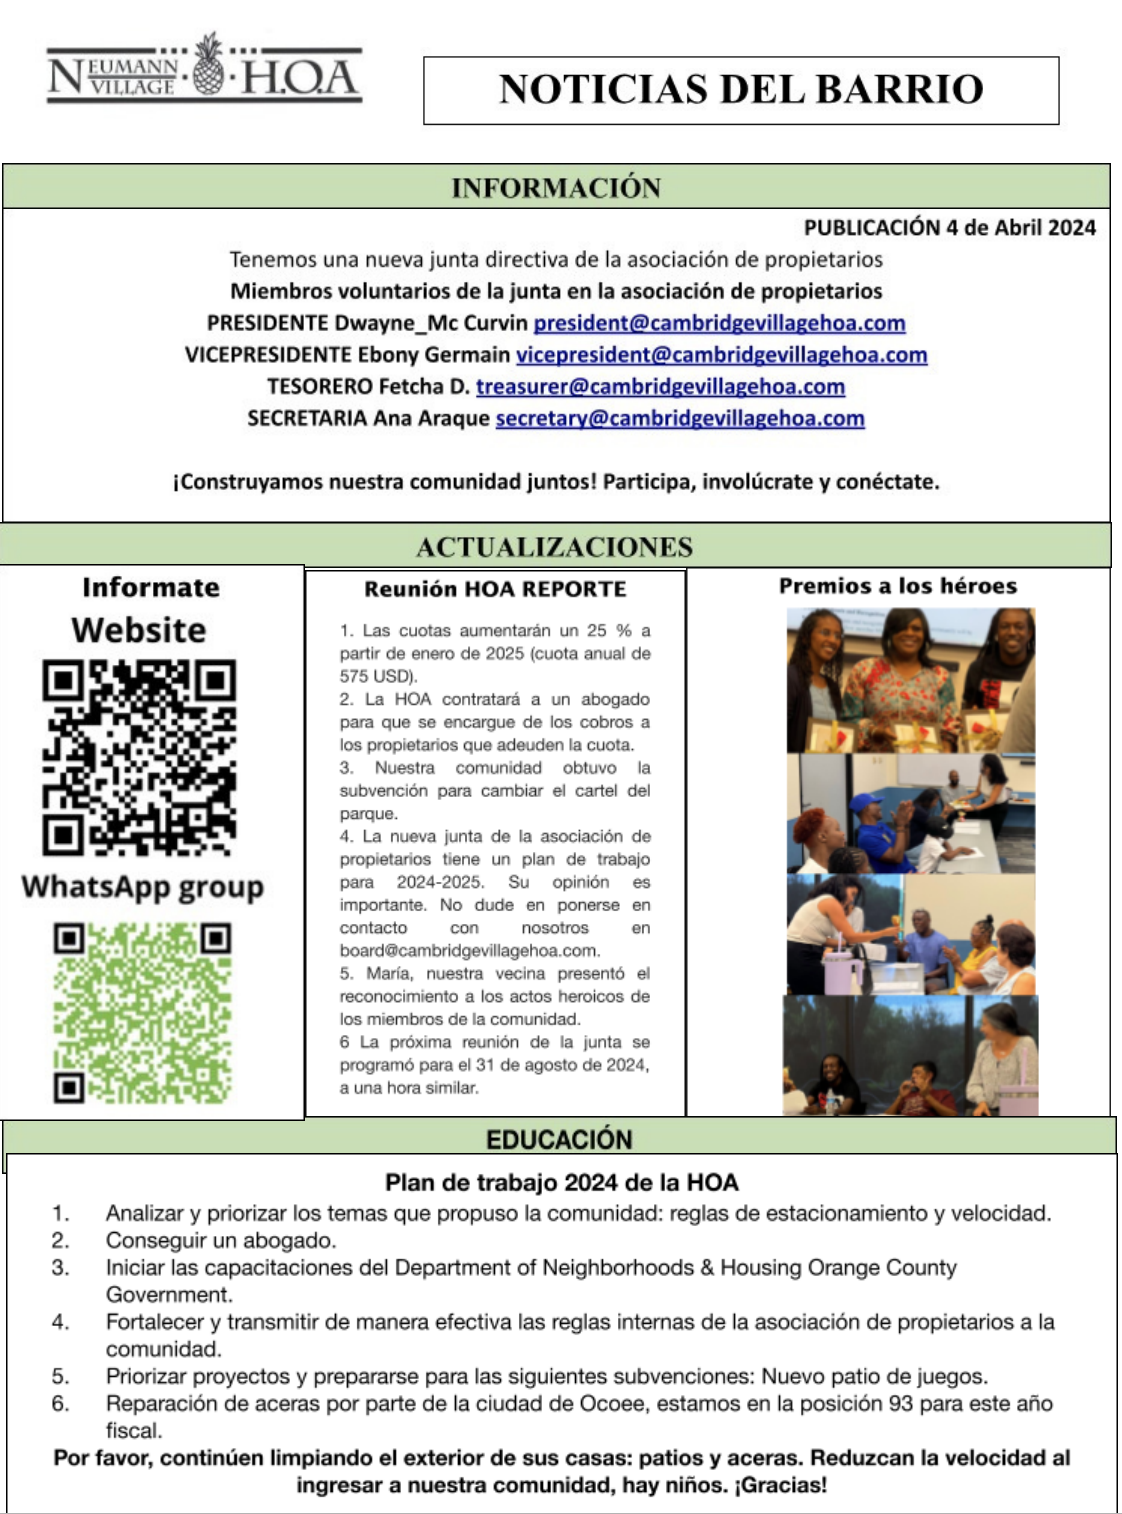 NEUMANN VILLAGE H.O.A
NOTICIAS DEL BARRIO
INFORMACIÓN
PUBLICACIÓN 4 de Abril 2024
Tenemos una nueva junta directiva de la asociación de propietarios
Miembros voluntarios de la junta en la asociación de propietarios
PRESIDENTE Dwayne_Mc Curvin president@cambridgevillagehoa.com
VICEPRESIDENTE Ebony Germain vicepresident@cambridgevillagehoa.com
TESORERO Fetcha D. treasurer@cambridgevillagehoa.com
SECRETARIA Ana Araque secretary@cambridgevillagehoa.com
¡Construyamos nuestra comunidad juntos! Participa, involúcrate y conéctate.
ACTUALIZACIONES
Informate
Website
WhatsApp group
Reunión HOA REPORTE
1. Las cuotas aumentarán un 25 % a
partir de enero de 2025 (cuota anual de
575 USD).
2. La HOA contratará a un abogado
para que se encargue de los cobros a
los propietarios que adeuden la cuota.
3. Nuestra comunidad obtuvo la
subvención para cambiar el cartel del
parque.
4. La nueva junta de la asociación de
propietarios tiene un plan de trabajo
para 2024-2025. Su opinión es
importante. No dude en ponerse en
contacto con nosotros en
board@cambridgevillagehoa.com.
5. María, nuestra vecina presentó el
reconocimiento a los actos heroicos de
los miembros de la comunidad.
6 La próxima reunión de la junta se
programó para el 31 de agosto de 2024,
a una hora similar.
Premios a los héroes
EDUCACIÓN
Plan de trabajo 2024 de la HOA
1. Analizar y priorizar los temas que propuso la comunidad: reglas de estacionamiento y velocidad.
2. Conseguir un abogado.
3. Iniciar las capacitaciones del Department of Neighborhoods & Housing Orange County
Government.
4. Fortalecer y transmitir de manera efectiva las reglas internas de la asociación de propietarios a la
comunidad.
5. Priorizar proyectos y prepararse para las siguientes subvenciones: Nuevo patio de juegos.
6. Reparación de aceras por parte de la ciudad de Ocoee, estamos en la posición 93 para este año
fiscal.
Por favor, continúen limpiando el exterior de sus casas: patios y aceras. Reduzcan la velocidad al
ingresar a nuestra comunidad, hay niños. ¡Gracias!